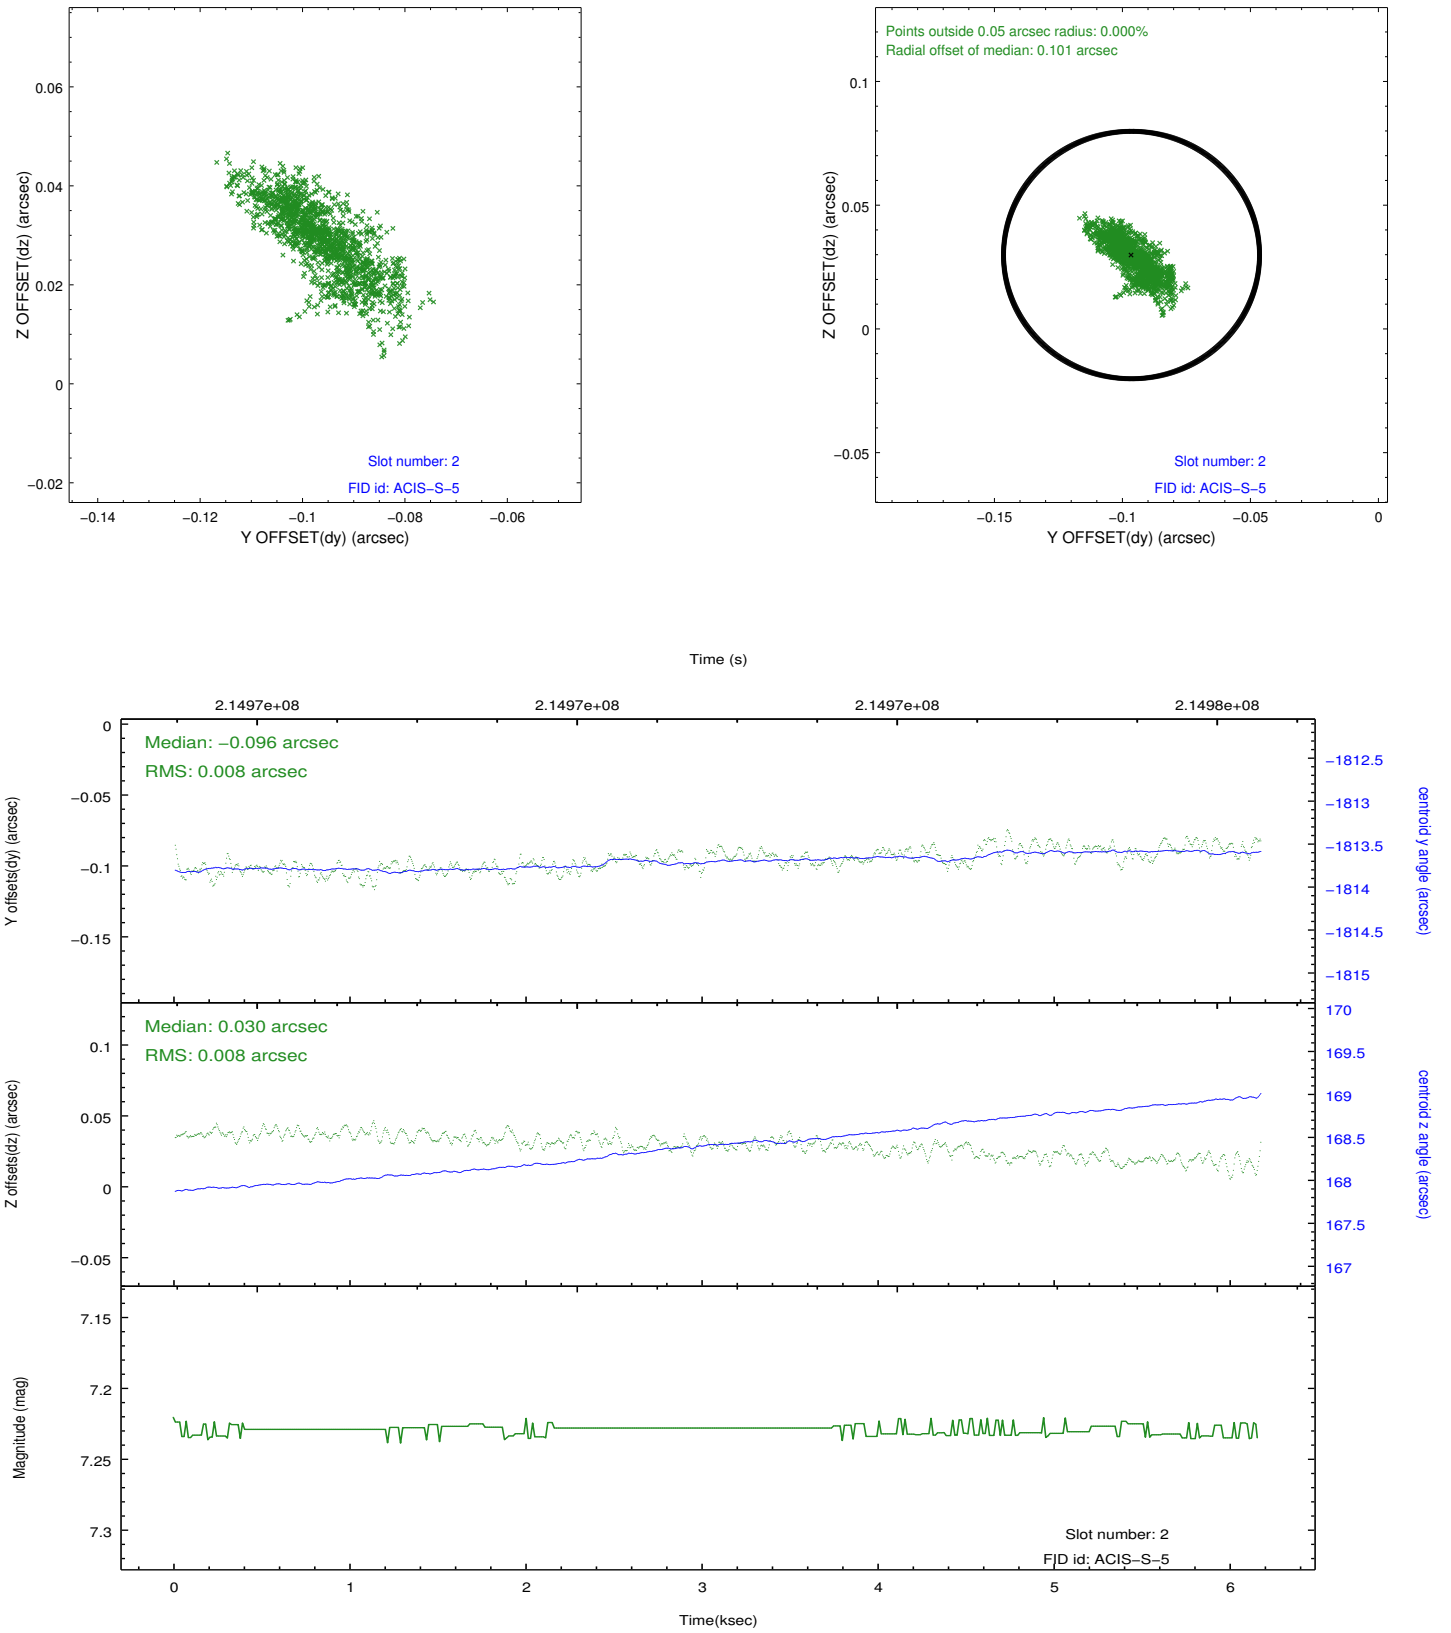 0.06
0.04
0.02
0
−0.02
Z OFFSET(dz) (arcsec)
Slot number: 2
FID id: ACIS−S−5
−0.14
−0.12
−0.1
−0.08
−0.06
Y OFFSET(dy) (arcsec)
Points outside 0.05 arcsec radius: 0.000%
Radial offset of median: 0.101 arcsec
0.1
0.05
0
−0.05
Z OFFSET(dz) (arcsec)
Slot number: 2
FID id: ACIS−S−5
−0.15
−0.1
−0.05
0
Y OFFSET(dy) (arcsec)
Time (s)
2.1497e+08
2.1497e+08
2.1497e+08
2.1498e+08
Median: −0.096 arcsec
RMS: 0.008 arcsec
0
−0.05
−0.1
−0.15
Y offsets(dy) (arcsec)
−1812.5
−1813
−1813.5
−1814
−1814.5
−1815
centroid y angle (arcsec)
Median: 0.030 arcsec
RMS: 0.008 arcsec
0.1
0.05
0
−0.05
Z offsets(dz) (arcsec)
170
169.5
169
168.5
168
167.5
167
centroid z angle (arcsec)
7.15
7.2
7.25
7.3
Magnitude (mag)
Slot number: 2
FID id: ACIS−S−5
0
1
2
3
4
5
6
Time(ksec)